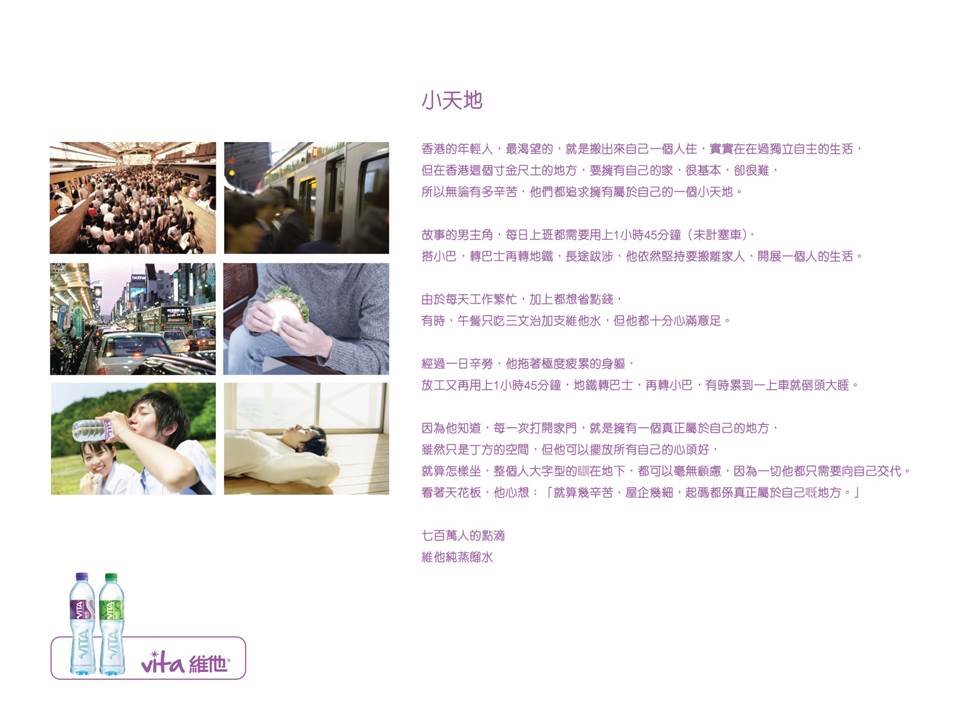 小天地
香港的年輕人，最渴望的，就是搬出來自己一個人住，實實在在過獨立自主的生活，
但在香港這個寸金尺土的地方，要擁有自己的家，很基本，卻很難，
所以無論有多辛苦，他們都追求擁有屬於自己的一個小天地。
故事的男主角，每日上班都需要用上1小時45分鐘（未計塞車），
搭小巴，轉巴士再轉地鐵，長途跋涉，他依然堅持要搬離家人，開展一個人的生活。
由於每天工作繁忙，加上都想省點錢，
有時，午餐只吃三文治加支維他水，但他都十分心滿意足。
經過一日辛勞，他拖著極度疲累的身軀，
放工又再用上1小時45分鐘，地鐵轉巴士，再轉小巴，有時累到一上車就倒頭大睡。
因為他知道，每一次打開家門，就是擁有一個真正屬於自己的地方，
雖然只是丁方的空間，但他可以擺放所有自己的心頭好，
就算怎樣坐，整個人大字型的瞓在地下，都可以毫無顧慮，因為一切他都只需要向自己交代。
看著天花板，他心想：「就算幾辛苦、屋企幾細，起碼都係真正屬於自己嘅地方。」
七百萬人的點滴
維他純蒸餾水
VITA VITA
VITA VITA
vita 維他®